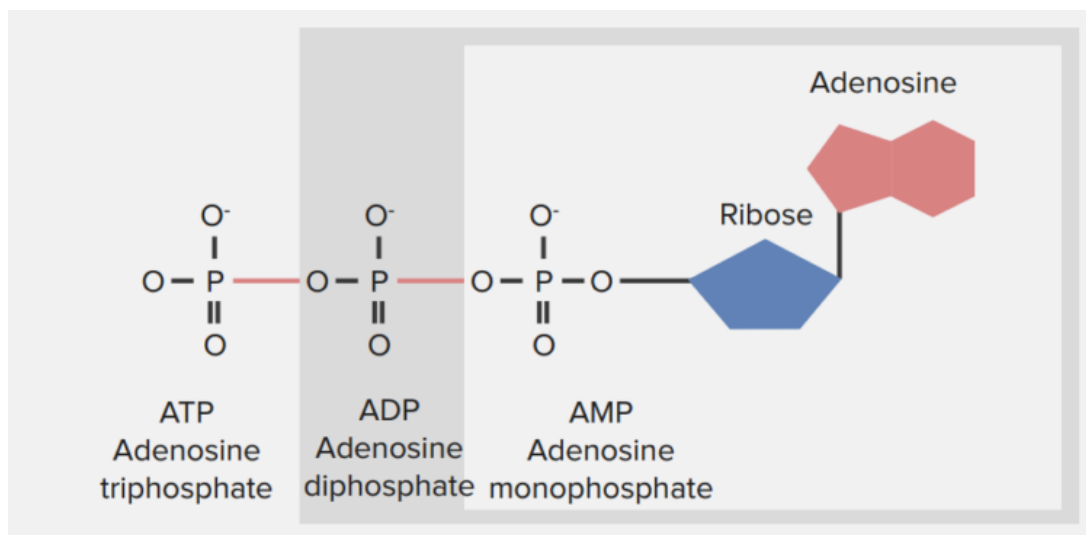 Adenosine
Ribose
O- O- O-
O P O P O P O
O O O
ATP
Adenosine
triphosphate
ADP
Adenosine
diphosphate
AMP
Adenosine
monophosphate